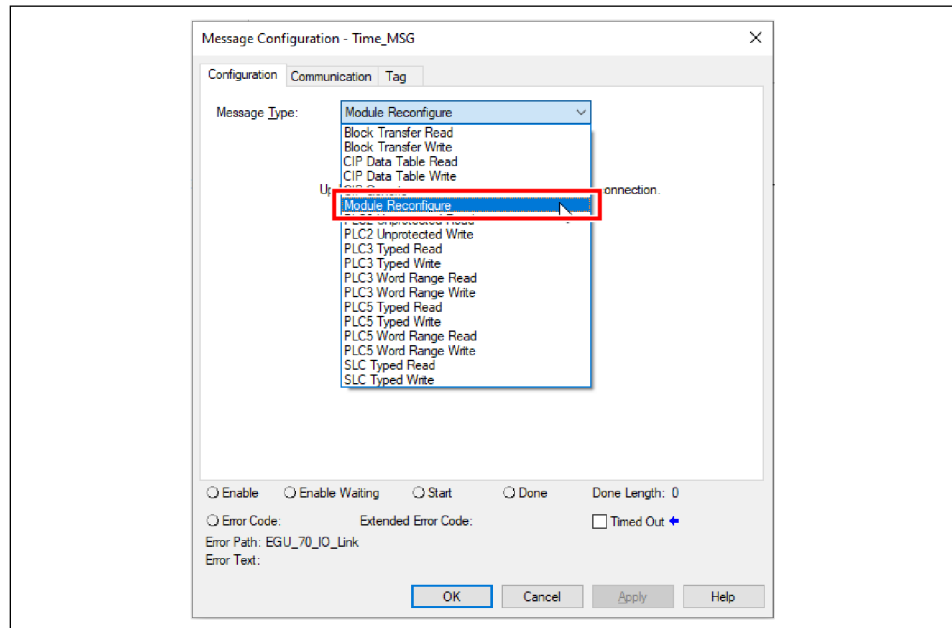 Message Configuration - Time_MSG
Configuration Communication Tag
Message Type: Module Reconfigure
Block Transfer Read
Block Transfer Write
CIP Data Table Read
CIP Data Table Write
onnection.
Module Reconfigure
PLC2 Unprotected Write
PLC3 Typed Read
PLC3 Typed Write
PLC3 Word Range Read
PLC3 Word Range Write
PLC5 Typed Read
PLC5 Typed Write
PLC5 Word Range Read
PLC5 Word Range Write
SLC Typed Read
SLC Typed Write
Enable Enable Waiting Start Done Done Length: 0
Error Code: Extended Error Code: Timed Out
Error Path: EGU_70_IO_Link
Error Text:
OK Cancel Apply Help